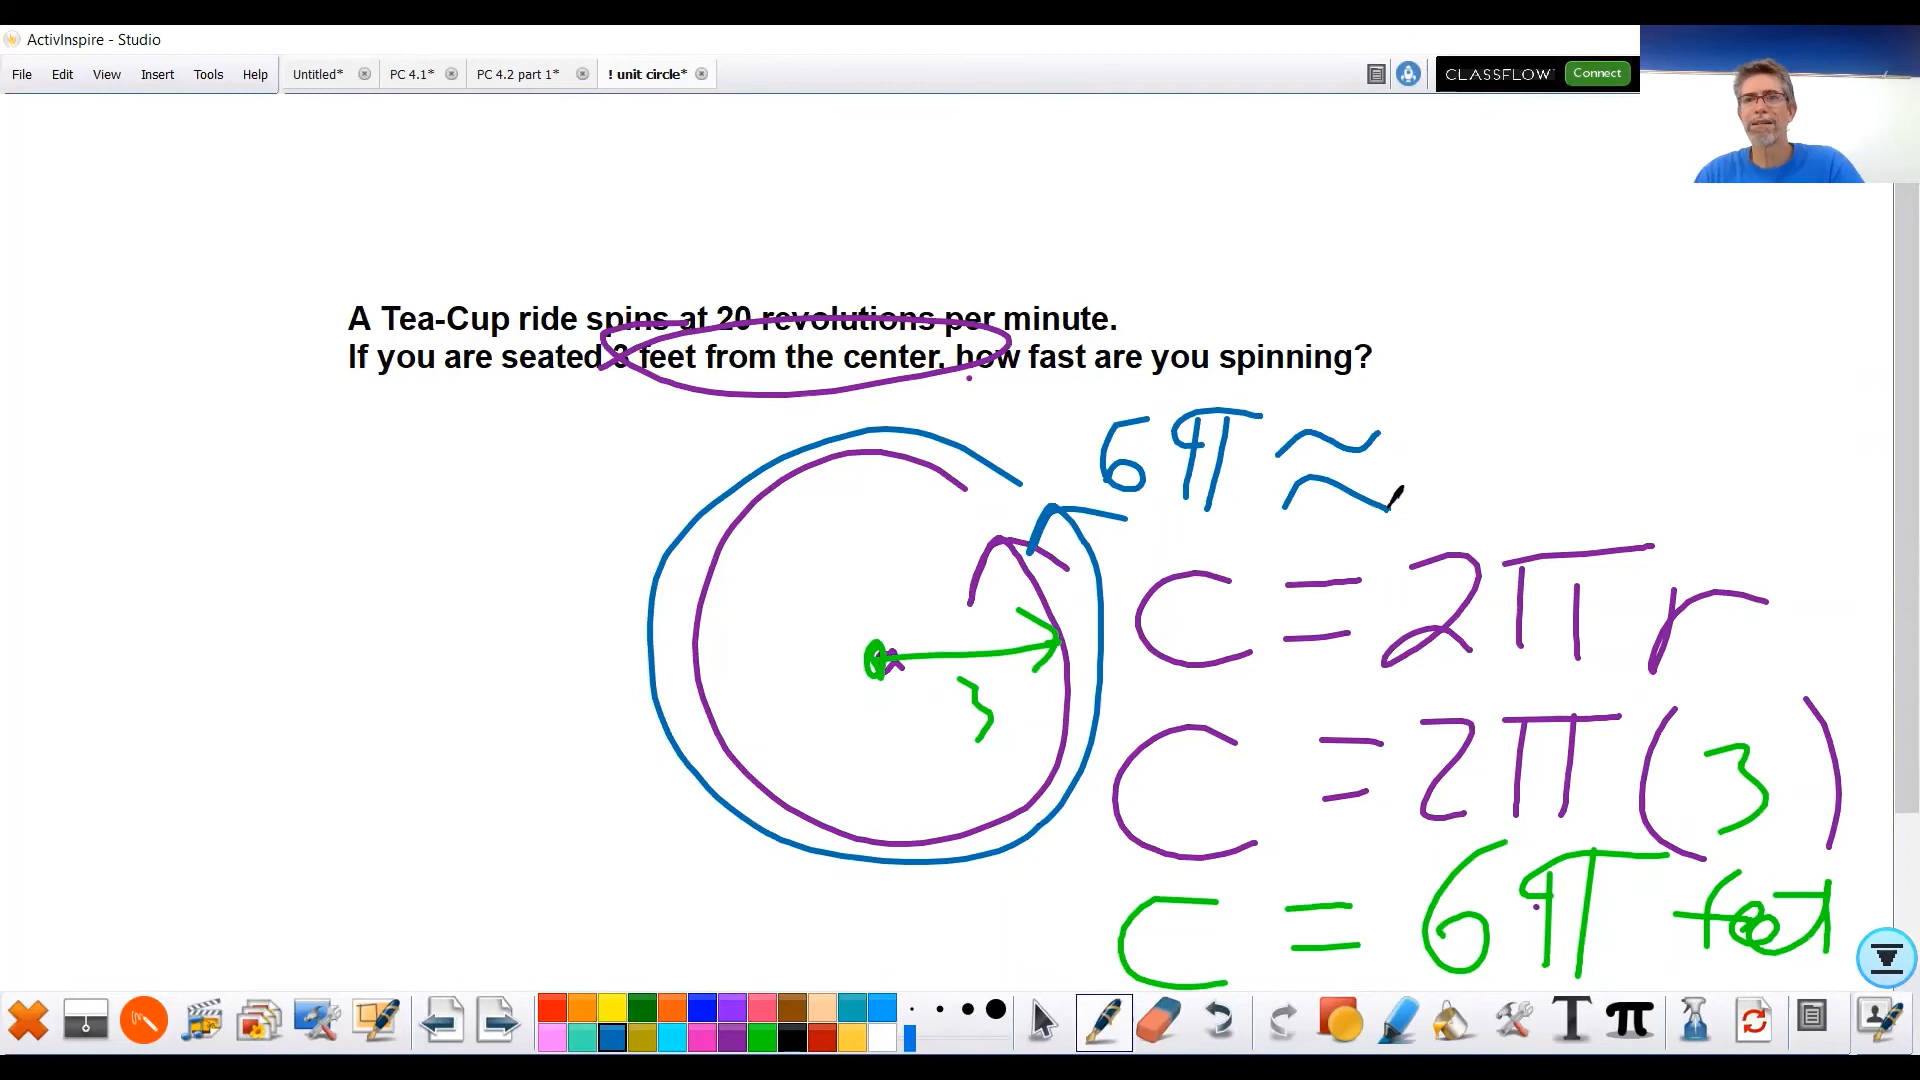 ActivInspire - Studio
File Edit View Insert Tools Help Untitled* PC 4.1* PC 4.2 part 1* ! unit circle* CLASSFLOW Connect
A Tea-Cup ride spins at 20 revolutions per minute.
If you are seated 3 feet from the center, how fast are you spinning?
6π ≈
C = 2πr
3
C = 2π(3)
C = 6π feet
T π